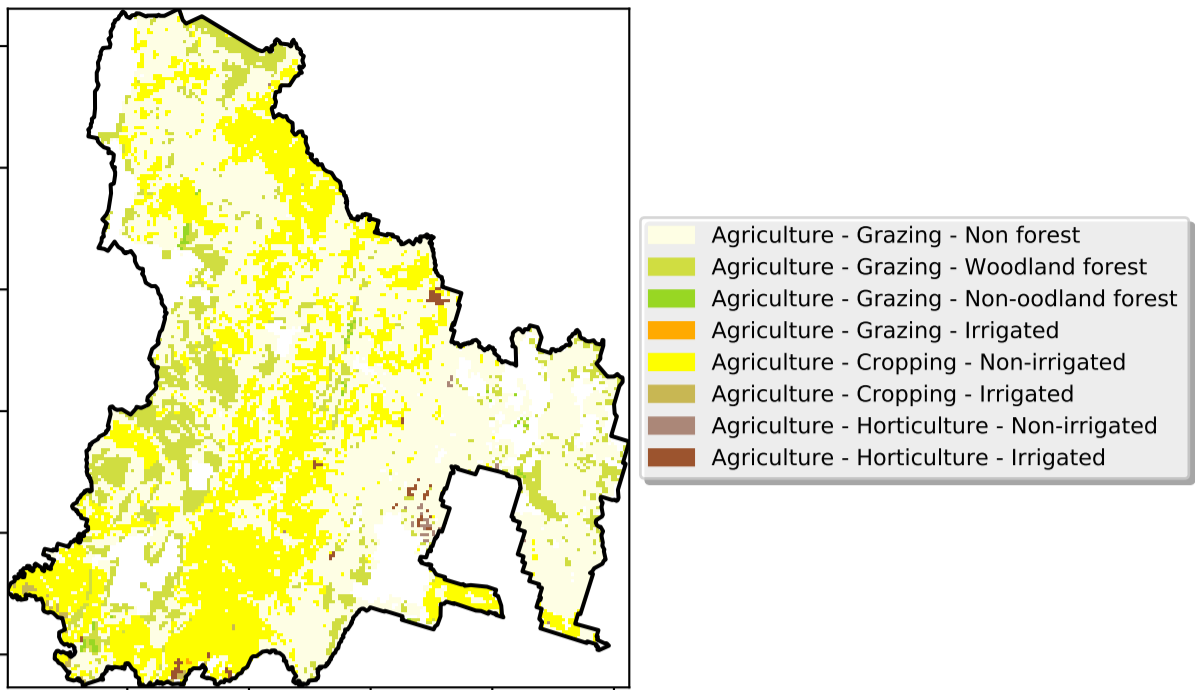 Agriculture - Grazing - Non forest
Agriculture - Grazing - Woodland forest
Agriculture - Grazing - Non-oodland forest
Agriculture - Grazing - Irrigated
Agriculture - Cropping - Non-irrigated
Agriculture - Cropping - Irrigated
Agriculture - Horticulture - Non-irrigated
Agriculture - Horticulture - Irrigated